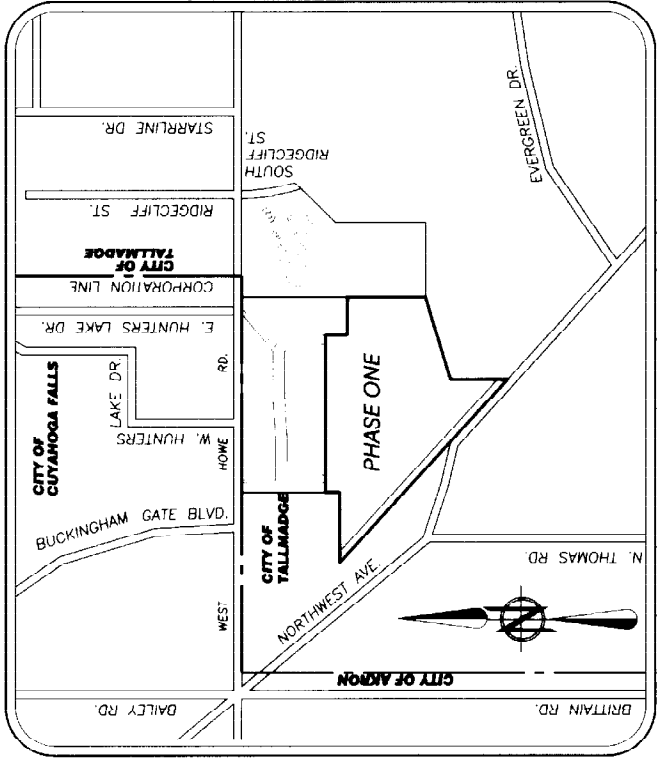 STARRLINE DR.
SOUTH
RIDGECLIFF
ST.
EVERGREEN DR.
RIDGECLIFF ST.
CITY OF
TALLMADGE
CORPORATION LINE
E. HUNTERS LAKE DR.
CITY OF
CUYAHOGA FALLS
W. HUNTERS
LAKE DR.
WEST
HOWE
RD.
PHASE ONE
BUCKINGHAM GATE BLVD.
CITY OF
TALLMADGE
NORTHWEST AVE.
N. THOMAS RD.
N
CITY OF AKRON
DAILEY RD.
BRITTAIN RD.